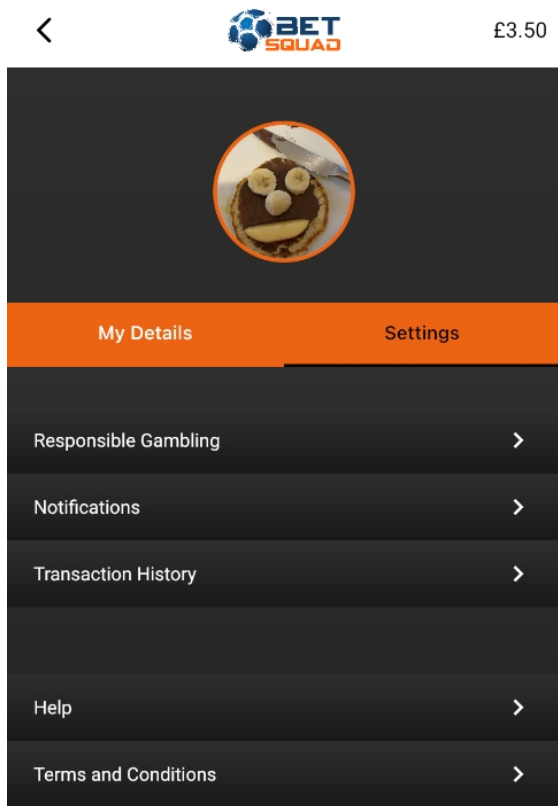 BET
SQUAD
£3.50
My Details
Settings
Responsible Gambling
Notifications
Transaction History
Help
Terms and Conditions